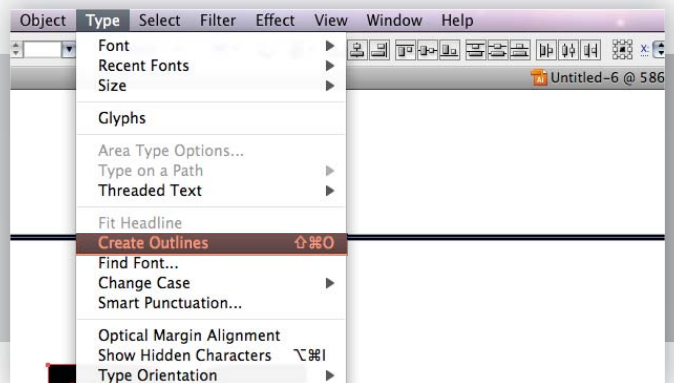 Object Type Select Filter Effect View Window Help
Font
Recent Fonts
Size
Untitled-6 @ 586
Glyphs
Area Type Options...
Type on a Path
Threaded Text
Fit Headline
Create Outlines ⇧⌘O
Find Font...
Change Case
Smart Punctuation...
Optical Margin Alignment
Show Hidden Characters ⌥⌘I
Type Orientation